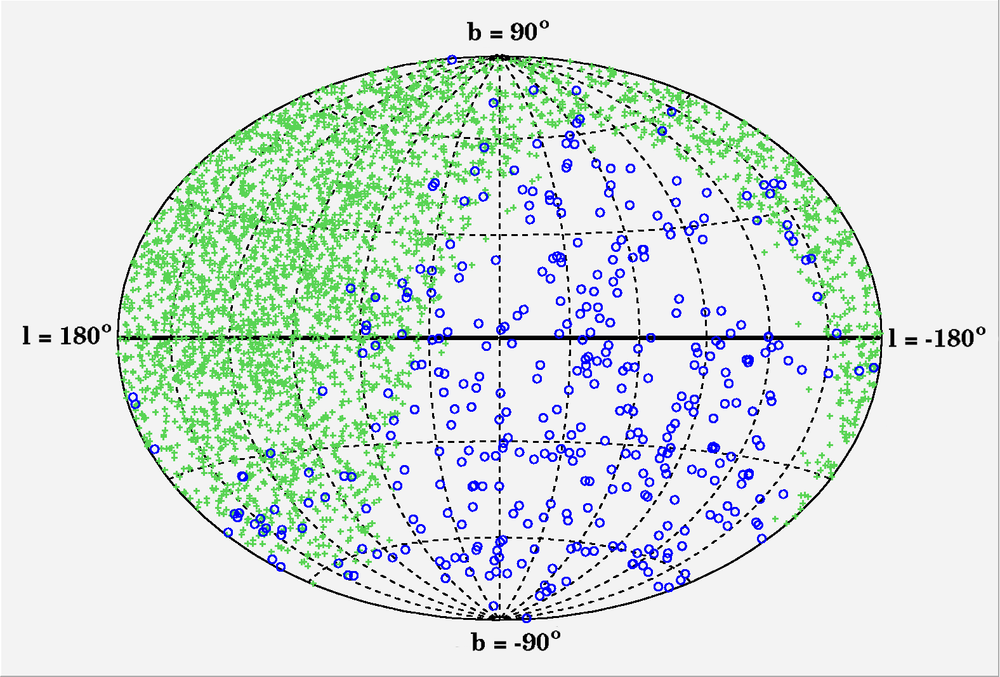 b = 90°
l = 180°
l = -180°
b = -90°